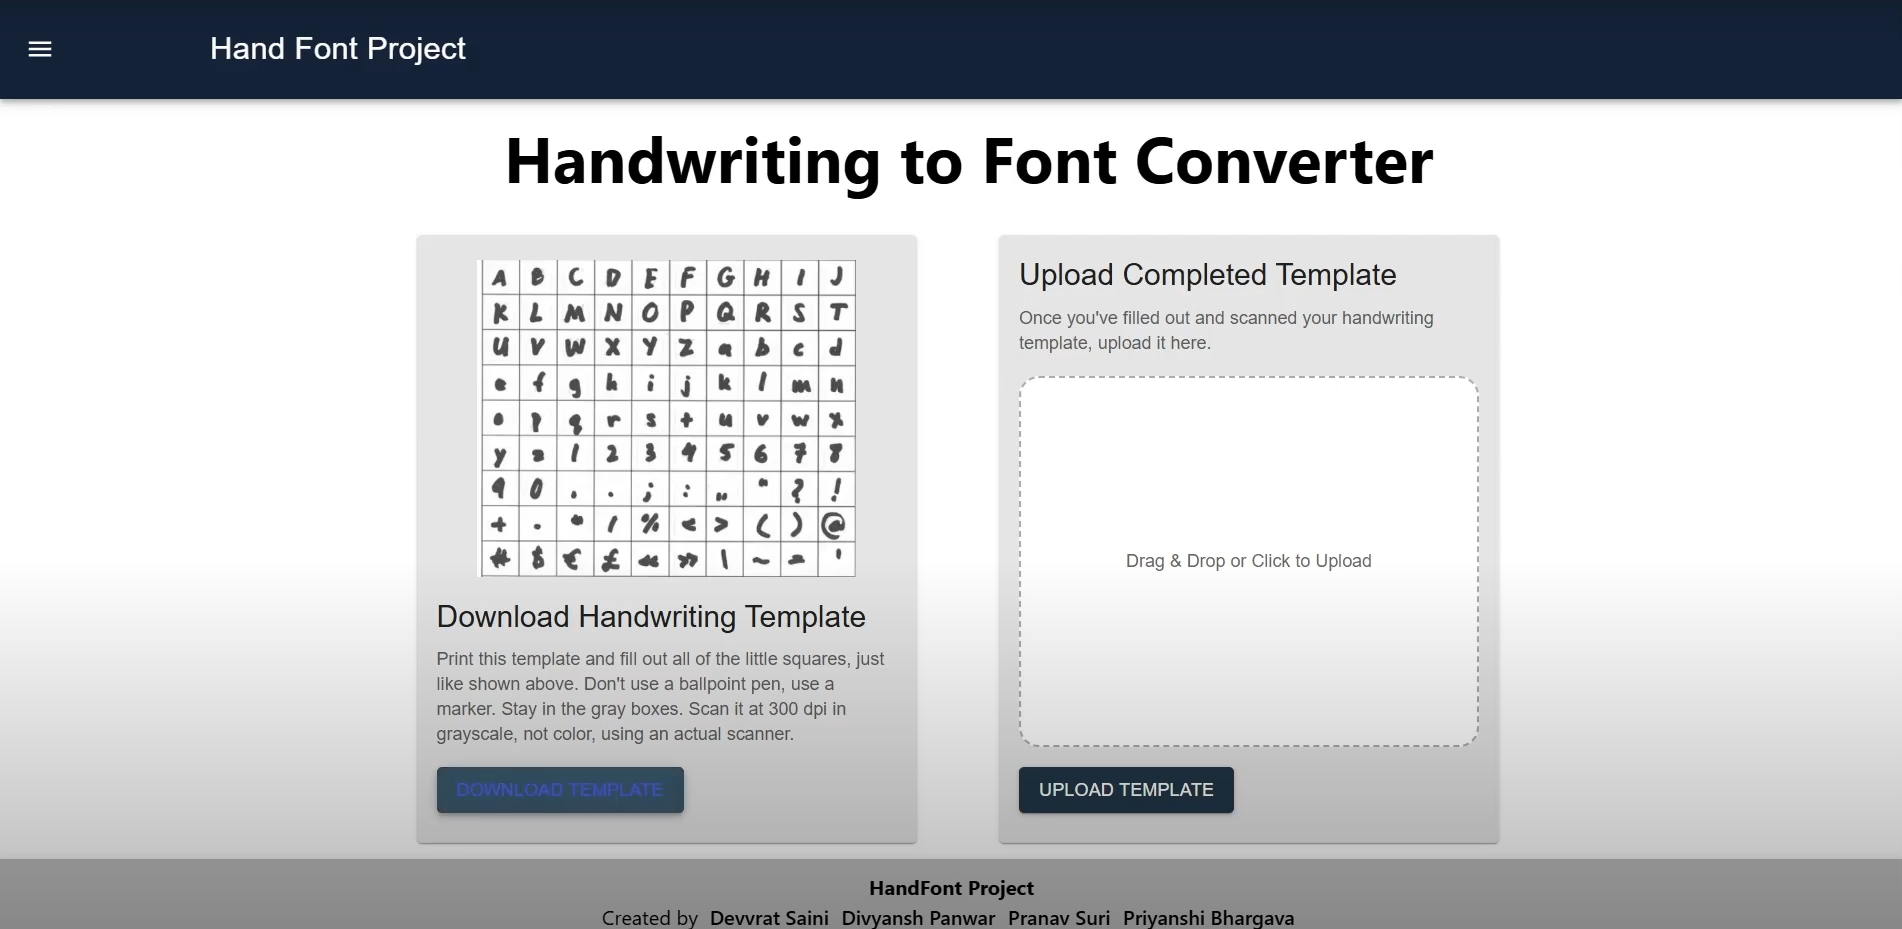 Hand Font Project
Handwriting to Font Converter
A B C D E F G H I J
K L M N O P Q R S T
U V W X Y Z a b c d
e f g h i j k l m n
o p q r s t u v w x
y z 1 2 3 4 5 6 7 8
9 0 , . ; : „ “ ? !
+ - * / % < > ( ) @
# $ € £ « » | ~ = '
Download Handwriting Template
Print this template and fill out all of the little squares, just
like shown above. Don't use a ballpoint pen, use a
marker. Stay in the gray boxes. Scan it at 300 dpi in
grayscale, not color, using an actual scanner.
DOWNLOAD TEMPLATE
Upload Completed Template
Once you've filled out and scanned your handwriting
template, upload it here.
Drag & Drop or Click to Upload
UPLOAD TEMPLATE
HandFont Project
Created by Devvrat Saini Divyansh Panwar Pranav Suri Priyanshi Bhargava